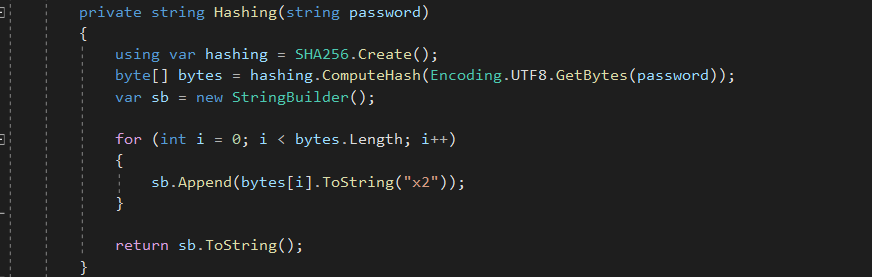 private string Hashing(string password)
{
using var hashing = SHA256.Create();
byte[] bytes = hashing.ComputeHash(Encoding.UTF8.GetBytes(password));
var sb = new StringBuilder();
for (int i = 0; i < bytes.Length; i++)
{
sb.Append(bytes[i].ToString("x2"));
}
return sb.ToString();
}